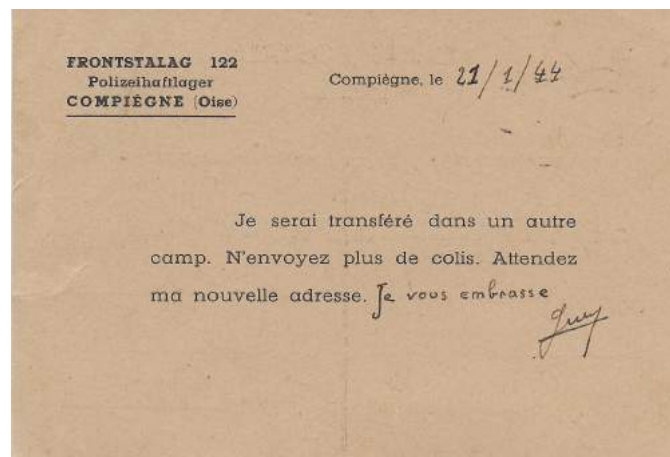 FRONTSTALAG 122
Polizeihaftlager
COMPIÈGNE (Oise)
Compiègne, le 21/1/44
Je serai transféré dans un autre
camp. N'envoyez plus de colis. Attendez
ma nouvelle adresse. Je vous embrasse
Guy